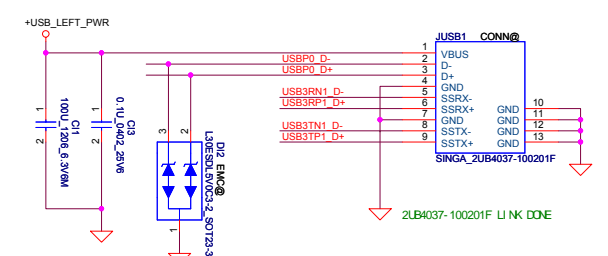 +USB_LEFT_PWR
JUSB1 CONN@
1 VBUS
USBP0_D- 2 D-
USBP0_D+ 3 D+
4 GND
USB3RN1_D- 5 SSRX-
USB3RP1_D+ 6 SSRX+ GND 10
7 GND GND 11
USB3TN1_D- 8 SSTX- GND 12
USB3TP1_D+ 9 SSTX+ GND 13
SINGA_2UB4037-100201F
1 2
CI1
100U_1206_6.3V6M
1 2
CI3
0.1U_0402_25V6
3 2
1
DI2 EMC@
L30ESDL5V0C3-2_SOT23-3
2UB4037-100201F LINK DONE